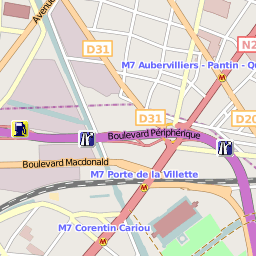 Avenue
D31
N2
M7 Aubervilliers - Pantin - Qu
D31
D20
Boulevard Périphérique
Boulevard Macdonald
M7 Porte de la Villette
M7 Corentin Cariou